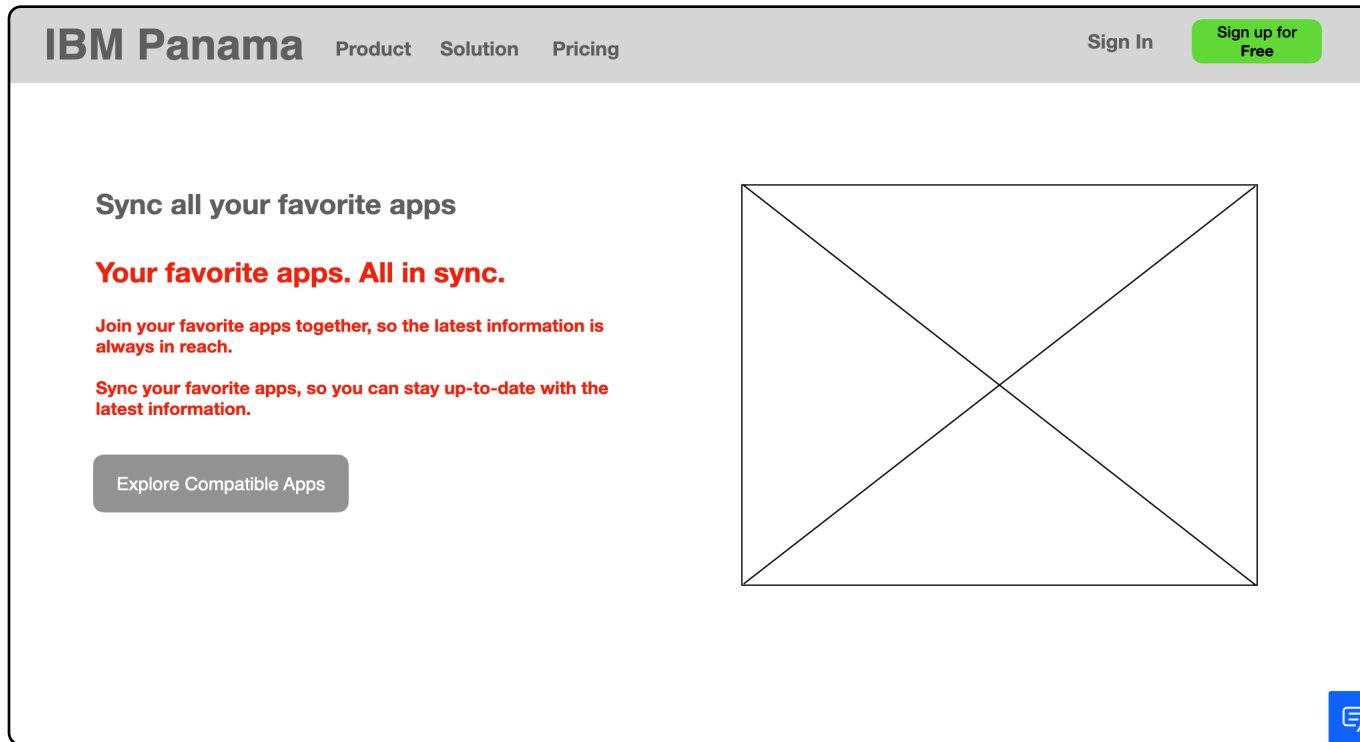 IBM Panama
Product
Solution
Pricing
Sign In
Sign up for
Free
Sync all your favorite apps
Your favorite apps. All in sync.
Join your favorite apps together, so the latest information is
always in reach.
Sync your favorite apps, so you can stay up-to-date with the
latest information.
Explore Compatible Apps